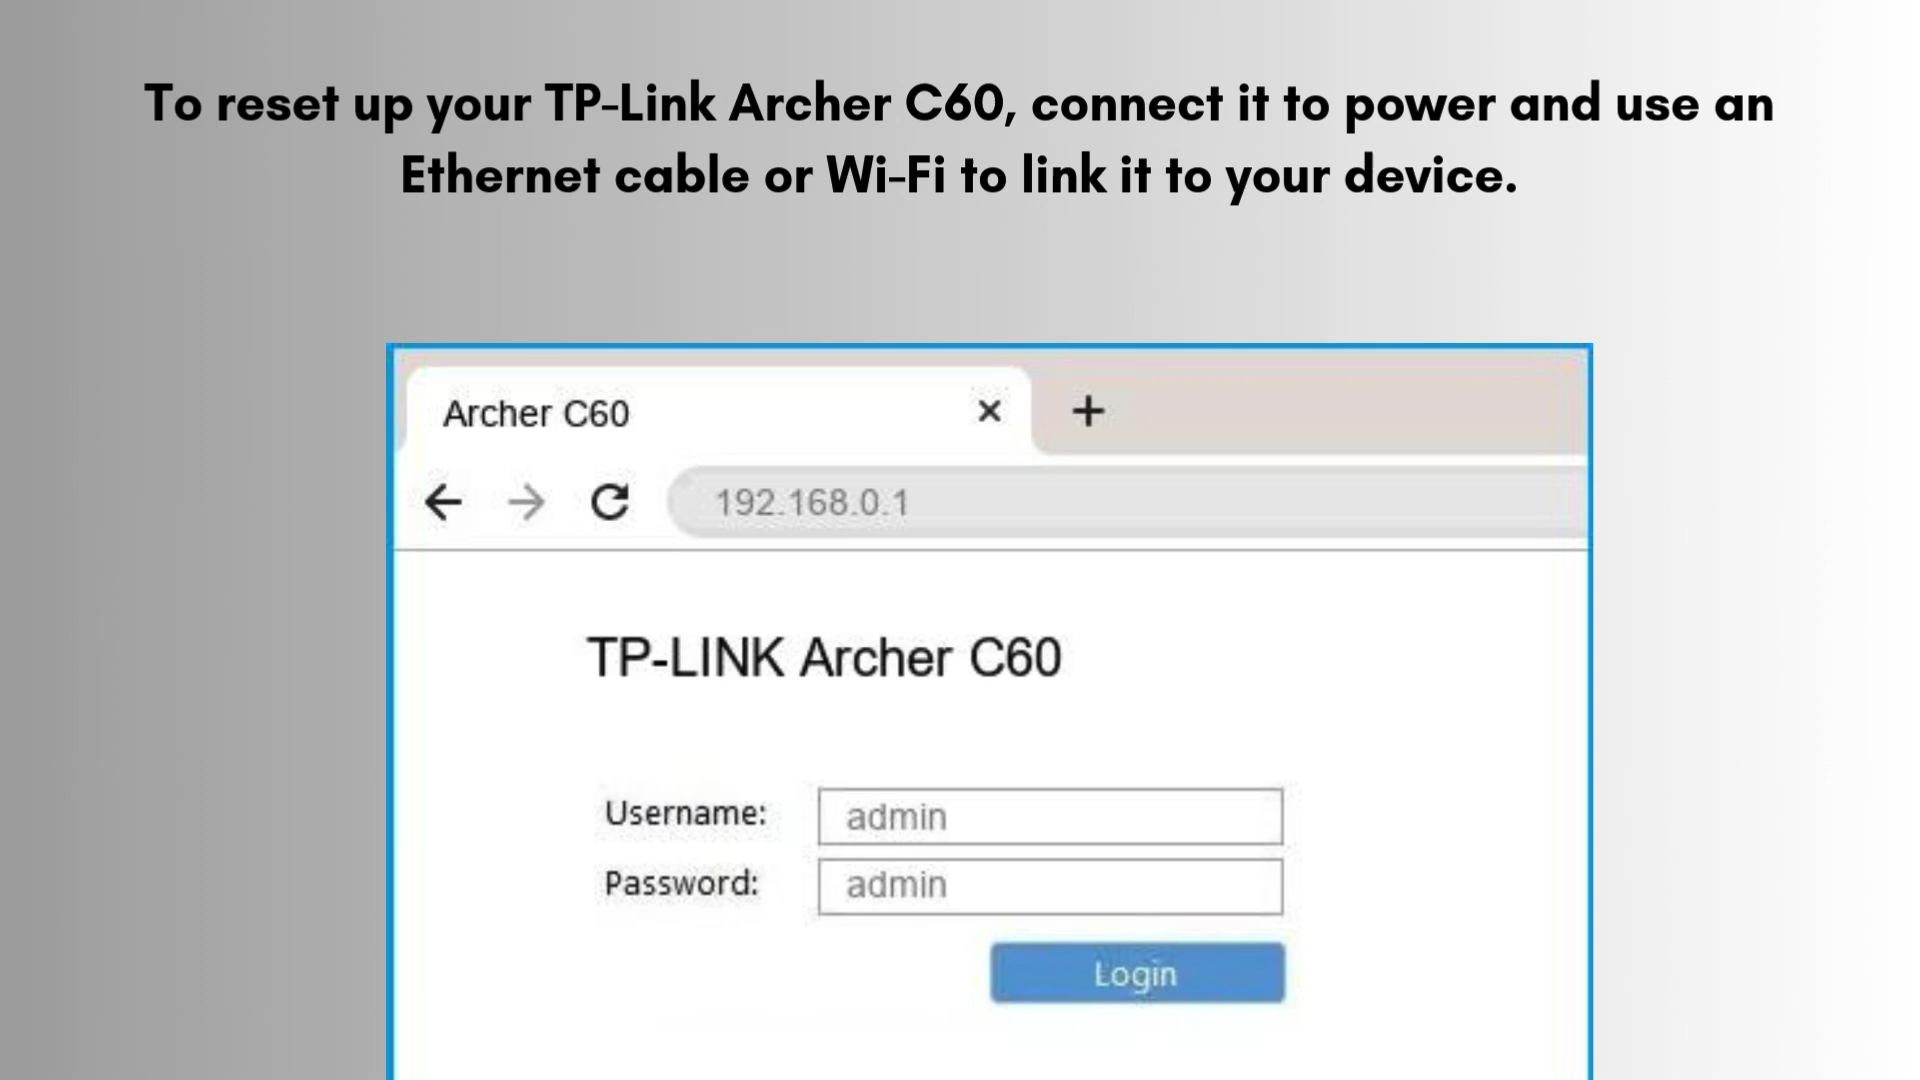 To reset up your TP-Link Archer C60, connect it to power and use an
Ethernet cable or Wi-Fi to link it to your device.
Archer C60
192.168.0.1
TP-LINK Archer C60
Username: admin
Password: admin
Login